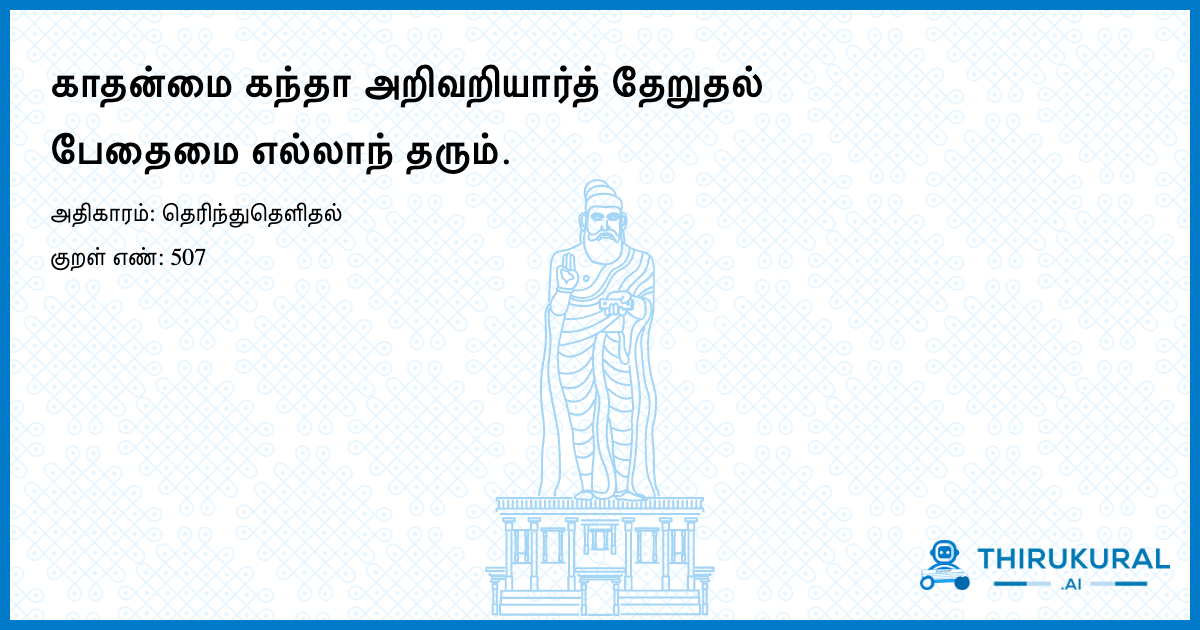 காதன்மை கந்தா அறிவறியார்த் தேறுதல்
பேதைமை எல்லாந் தரும்.
அதிகாரம்: தெரிந்துதெளிதல்
குறள் எண்: 507
THIRUKURAL
.AI